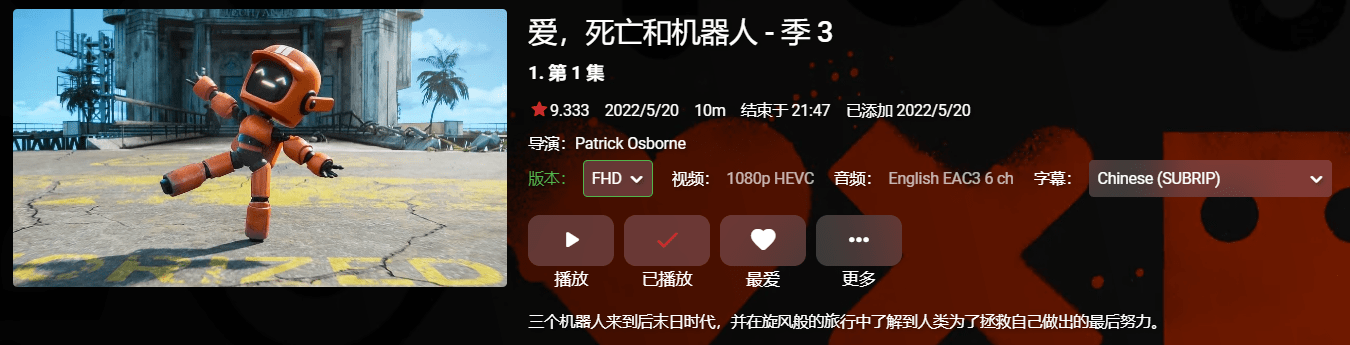 爱，死亡和机器人 - 季 3
1. 第 1 集
9.333 2022/5/20 10m 结束于 21:47 已添加 2022/5/20
导演： Patrick Osborne
版本： FHD 视频： 1080p HEVC 音频： English EAC3 6 ch 字幕： Chinese (SUBRIP)
播放 已播放 最爱 更多
三个机器人来到后末日时代，并在旋风般的旅行中了解到人类为了拯救自己做出的最后努力。